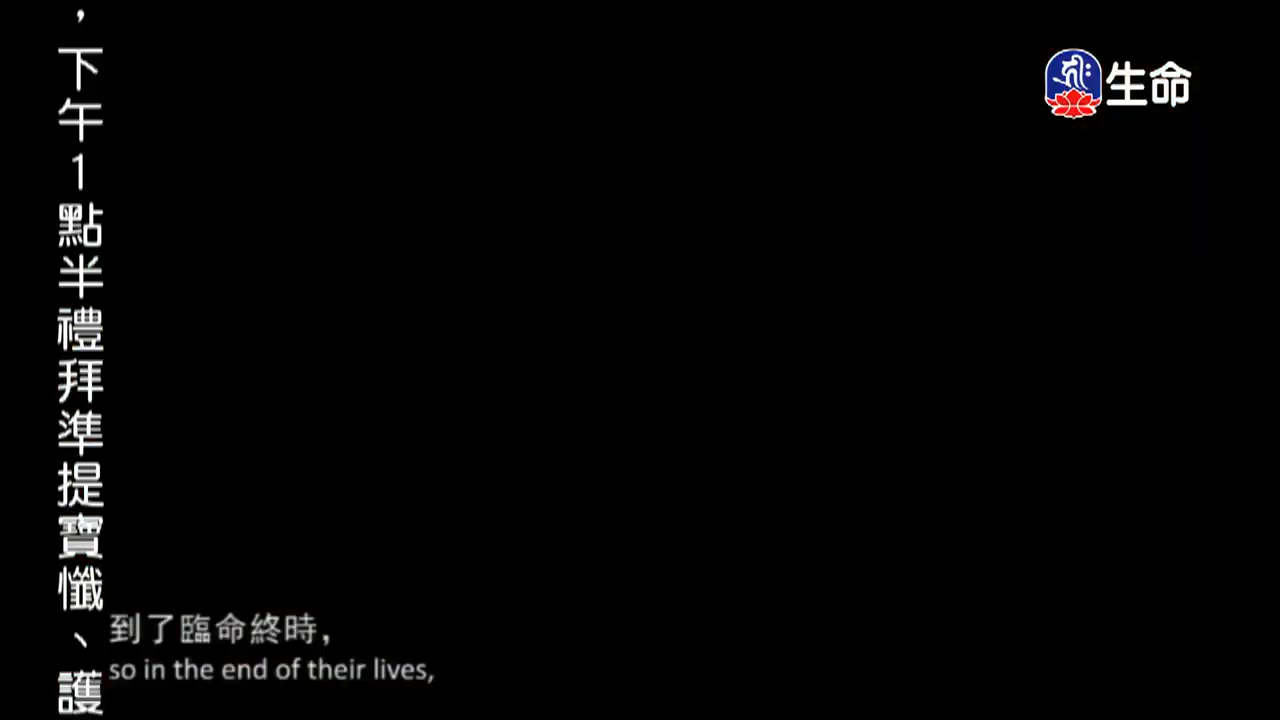 ，下午1點半禮拜準提寶懺、護
生命
到了臨命終時，
so in the end of their lives,